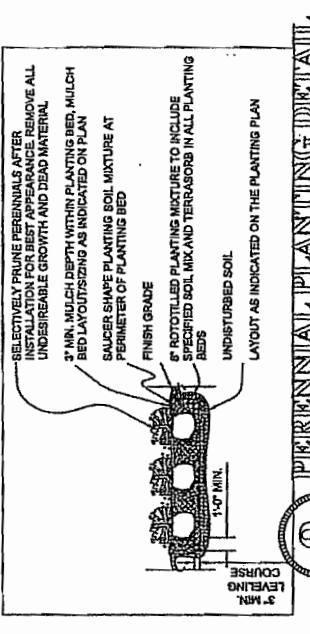 SELECTIVELY PRUNE PERENNIALS AFTER
INSTALLATION FOR BEST APPEARANCE. REMOVE ALL
UNDESIREABLE GROWTH AND DEAD MATERIAL
3" MIN. MULCH DEPTH WITHIN PLANTING BED, MULCH
BED LAYOUT/SIZING AS INDICATED ON PLAN
SAUCER SHAPE PLANTING SOIL MIXTURE AT
PERIMETER OF PLANTING BED
FINISH GRADE
6" ROTOTILLED PLANTING MIXTURE TO INCLUDE
SPECIFIED SOIL MIX AND TERRASORB IN ALL PLANTING
BEDS
UNDISTURBED SOIL
LAYOUT AS INDICATED ON THE PLANTING PLAN
1'-0" MIN.
3" MIN.
LEVELING
COURSE
PERENNIAL PLANTING DETAIL